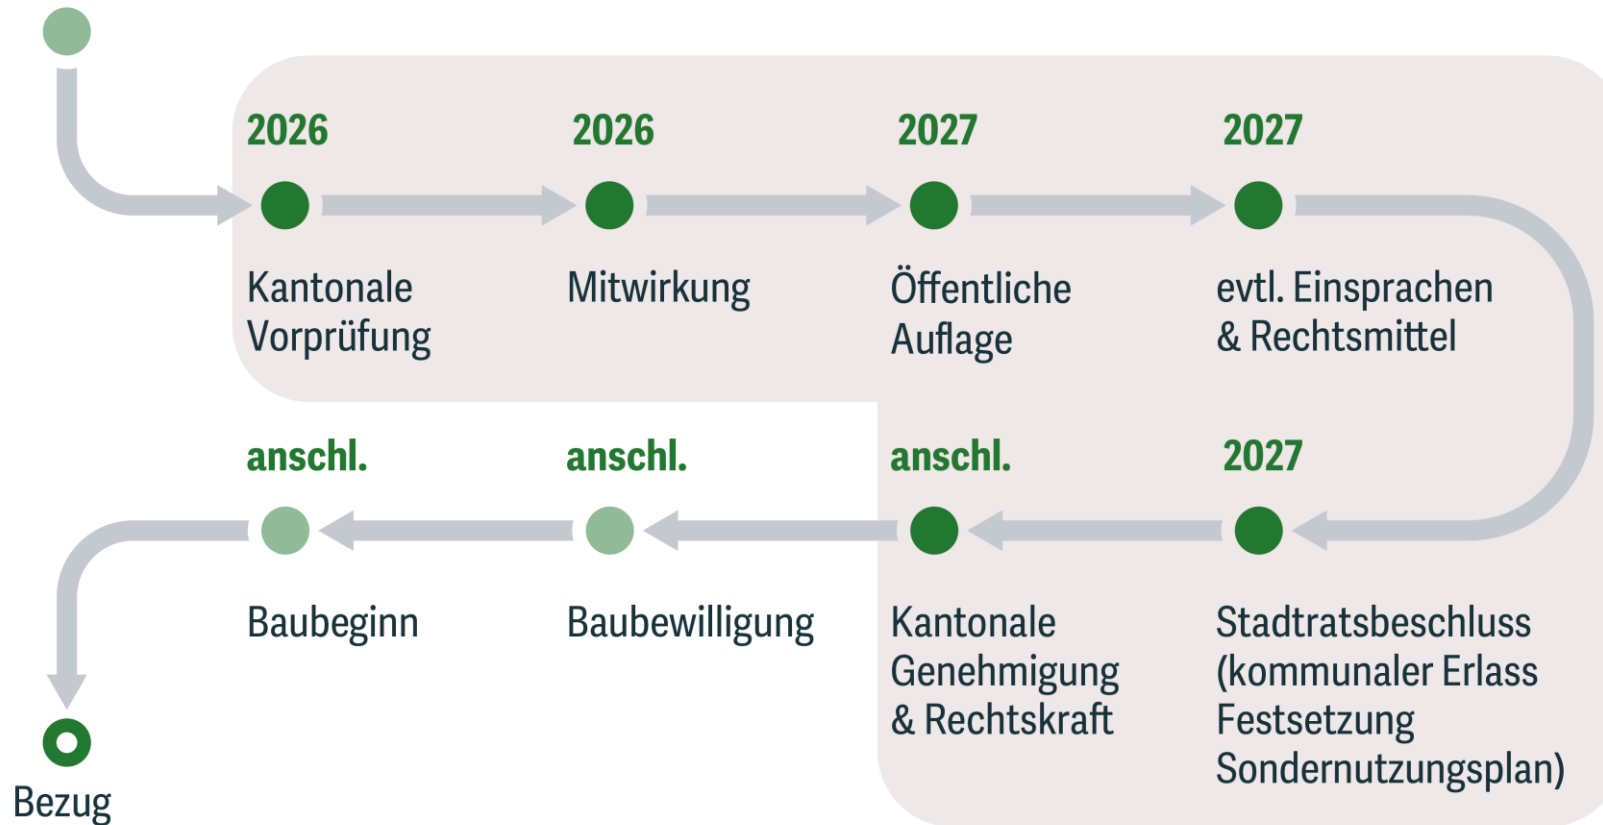 2026
Kantonale
Vorprüfung
2026
Mitwirkung
2027
Öffentliche
Auflage
2027
evtl. Einsprachen
& Rechtsmittel
2027
Stadtratsbeschluss
(kommunaler Erlass
Festsetzung
Sondernutzungsplan)
anschl.
Kantonale
Genehmigung
& Rechtskraft
anschl.
Baubewilligung
anschl.
Baubeginn
Bezug